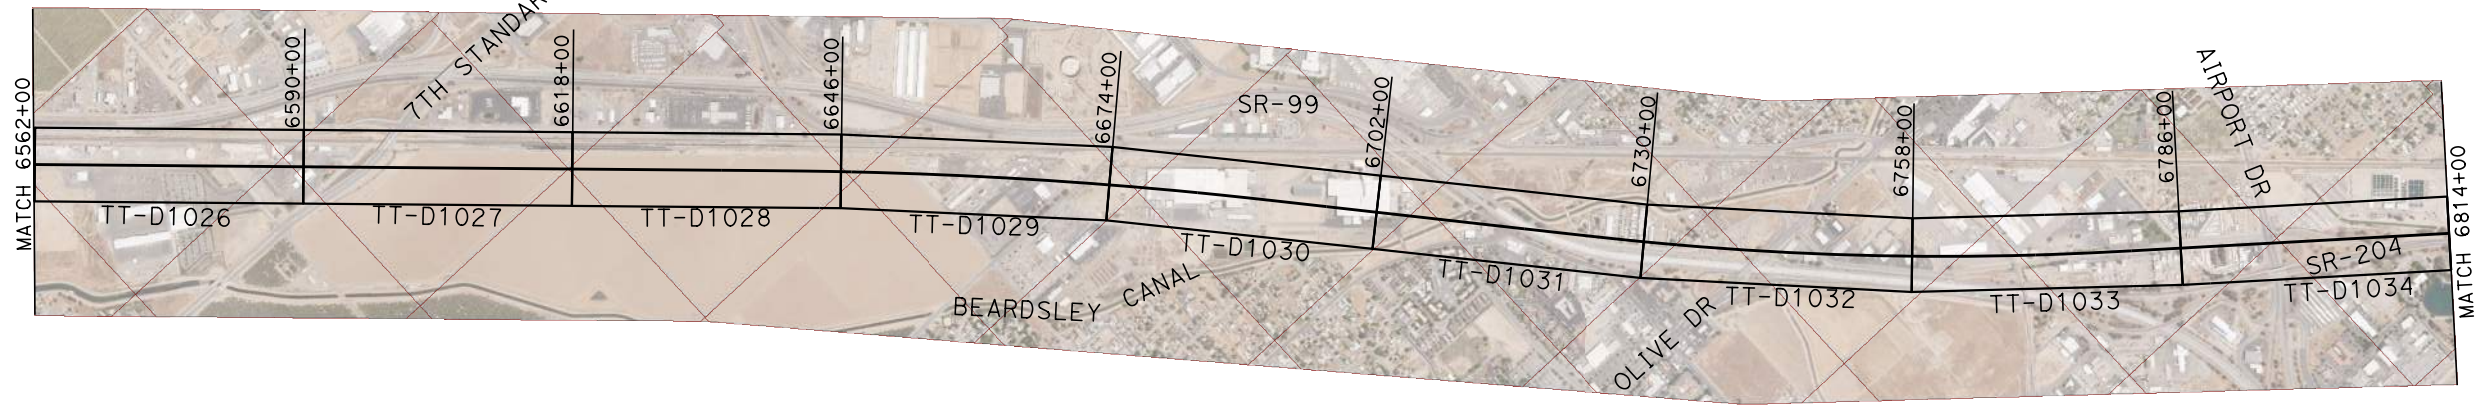 MATCH 6562+00
6590+00
7TH STANDAR
6618+00
6646+00
6674+00
SR-99
6702+00
6730+00
6758+00
6786+00
AIRPORT DR
MATCH 6814+00
TT-D1026
TT-D1027
TT-D1028
TT-D1029
TT-D1030
TT-D1031
TT-D1032
TT-D1033
TT-D1034
SR-204
BEARDSLEY CANAL
OLIVE DR